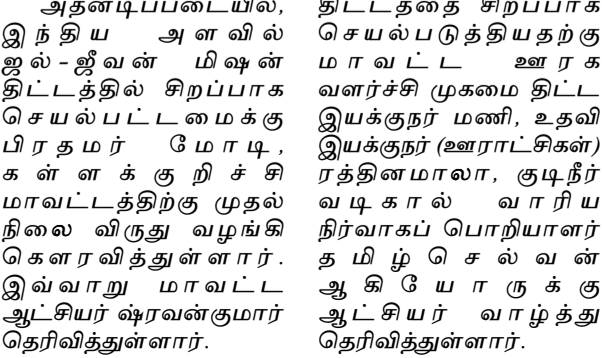 அதனடிப்படையில்,
இந்திய அளவில்
ஜல்-ஜீவன் மிஷன்
திட்டத்தில் சிறப்பாக
செயல்பட்டமைக்கு
பிரதமர் மோடி,
கள்ளக்குறிச்சி
மாவட்டத்திற்கு முதல்
நிலை விருது வழங்கி
கௌரவித்துள்ளார்.
இவ்வாறு மாவட்ட
ஆட்சியர் ஷ்ரவன்குமார்
தெரிவித்துள்ளார்.
திட்டத்தை சிறப்பாக
செயல்படுத்தியதற்கு
மாவட்ட ஊரக
வளர்ச்சி முகமை திட்ட
இயக்குநர் மணி, உதவி
இயக்குநர் (ஊராட்சிகள்)
ரத்தினமாலா, குடிநீர்
வடிகால் வாரிய
நிர்வாகப் பொறியாளர்
தமிழ்செல்வன்
ஆகியோருக்கு
ஆட்சியர் வாழ்த்து
தெரிவித்துள்ளார்.